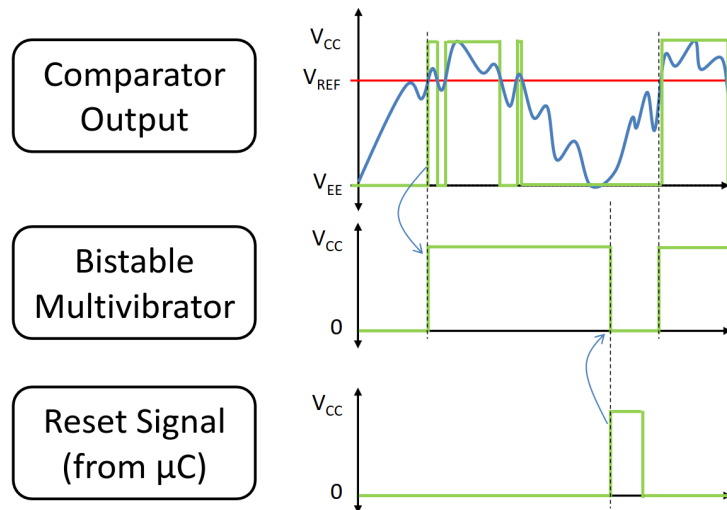 Comparator
Output
V_CC
V_REF
V_EE
Bistable
Multivibrator
V_CC
0
Reset Signal
(from µC)
V_CC
0